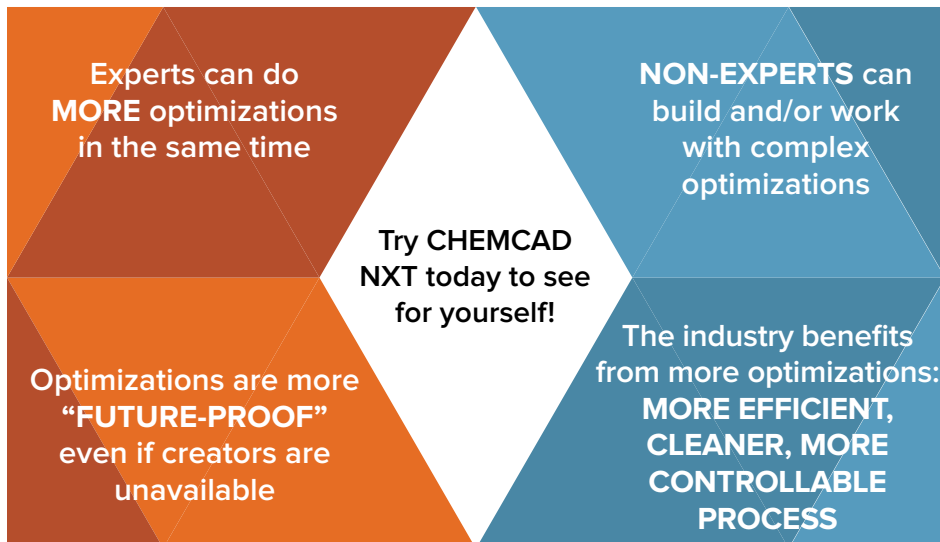 Experts can do
MORE optimizations
in the same time
NON-EXPERTS can
build and/or work
with complex
optimizations
Try CHEMCAD
NXT today to see
for yourself!
Optimizations are more
“FUTURE-PROOF”
even if creators are
unavailable
The industry benefits
from more optimizations:
MORE EFFICIENT,
CLEANER, MORE
CONTROLLABLE
PROCESS